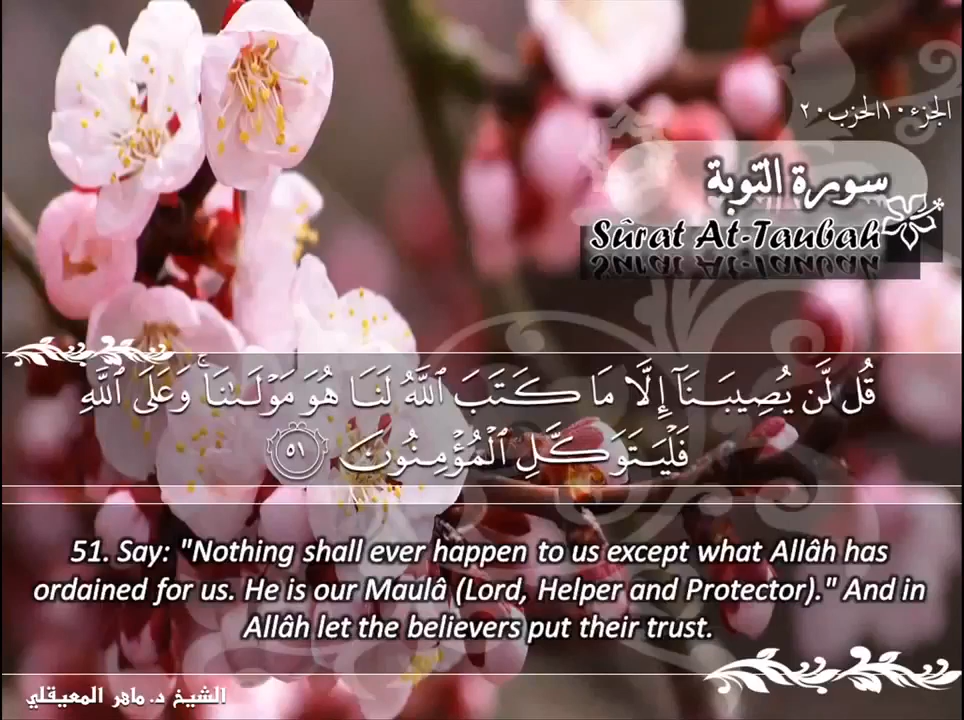 الجزء ١٠ الحزب ٢٠
سورة التوبة
Sûrat At-Taubah
قُل لَّن يُصِيبَنَآ إِلَّا مَا كَتَبَ ٱللَّهُ لَنَا هُوَ مَوْلَىٰنَا ۚ وَعَلَى ٱللَّهِ
فَلْيَتَوَكَّلِ ٱلْمُؤْمِنُونَ ٥١
51. Say: "Nothing shall ever happen to us except what Allâh has
ordained for us. He is our Maulâ (Lord, Helper and Protector)." And in
Allâh let the believers put their trust.
الشيخ د. ماهر المعيقلي